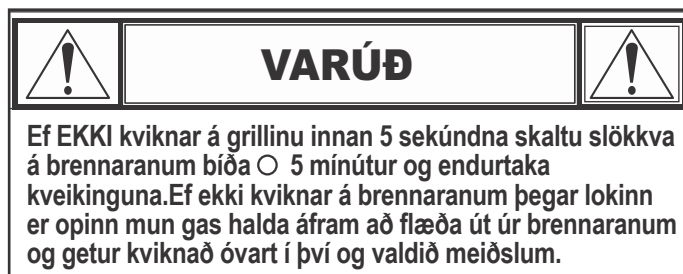 VARÚÐ
Ef EKKI kviknar á grillinu innan 5 sekúndna skaltu slökkva
á brennaranum bíða ○ 5 mínútur og endurtaka
kveikinguna.Ef ekki kviknar á brennaranum þegar lokinn
er opinn mun gas halda áfram að flæða út úr brennaranum
og getur kviknað óvart í því og valdið meiðslum.